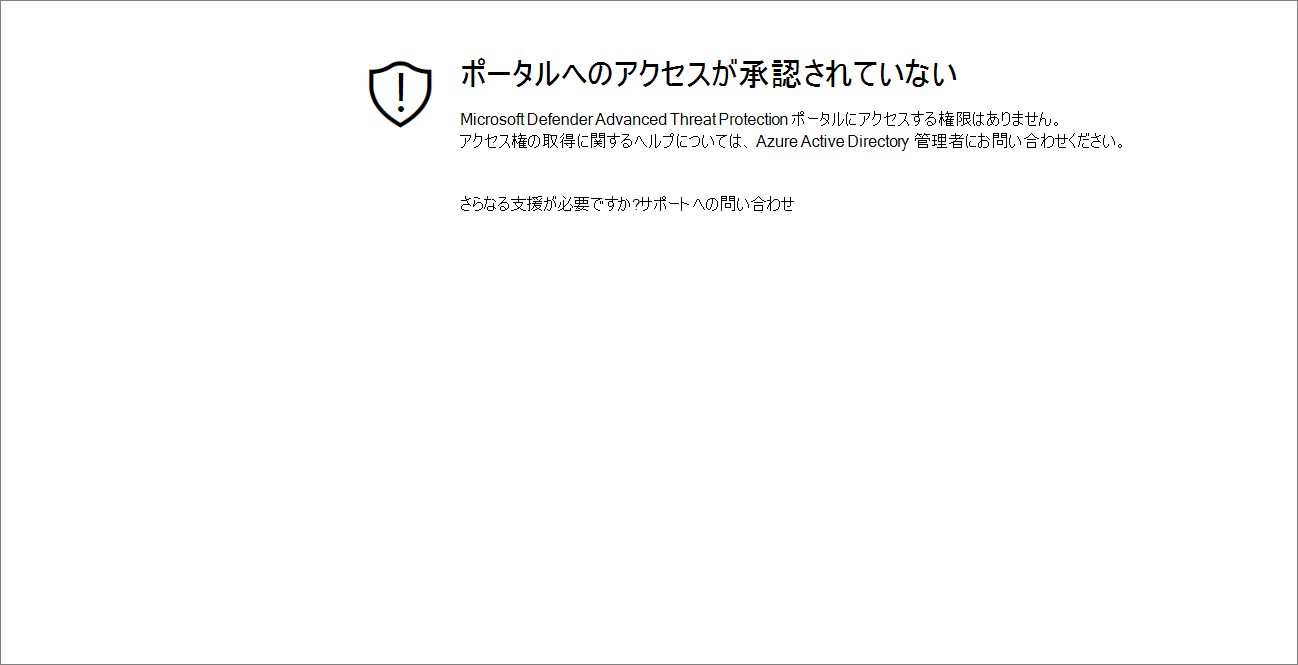 ポータルへのアクセスが承認されていない
Microsoft Defender Advanced Threat Protection ポータルにアクセスする権限はありません。
アクセス権の取得に関するヘルプについては、Azure Active Directory 管理者にお問い合わせください。
さらなる支援が必要ですか?サポートへの問い合わせ